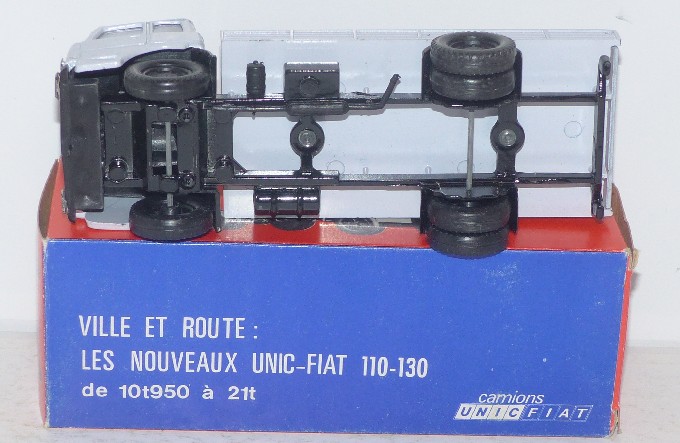 VILLE ET ROUTE :
LES NOUVEAUX UNIC-FIAT 110-130
de 10t950 à 21t
camions
UNIC FIAT